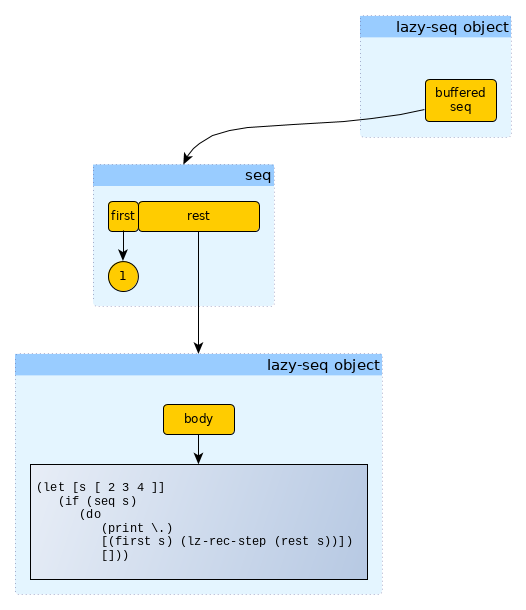 lazy-seq object
buffered
seq
seq
first
rest
1
lazy-seq object
body
(let [s [ 2 3 4 ]]
   (if (seq s)
      (do
         (print \.)
         [(first s) (lz-rec-step (rest s))])
         []))